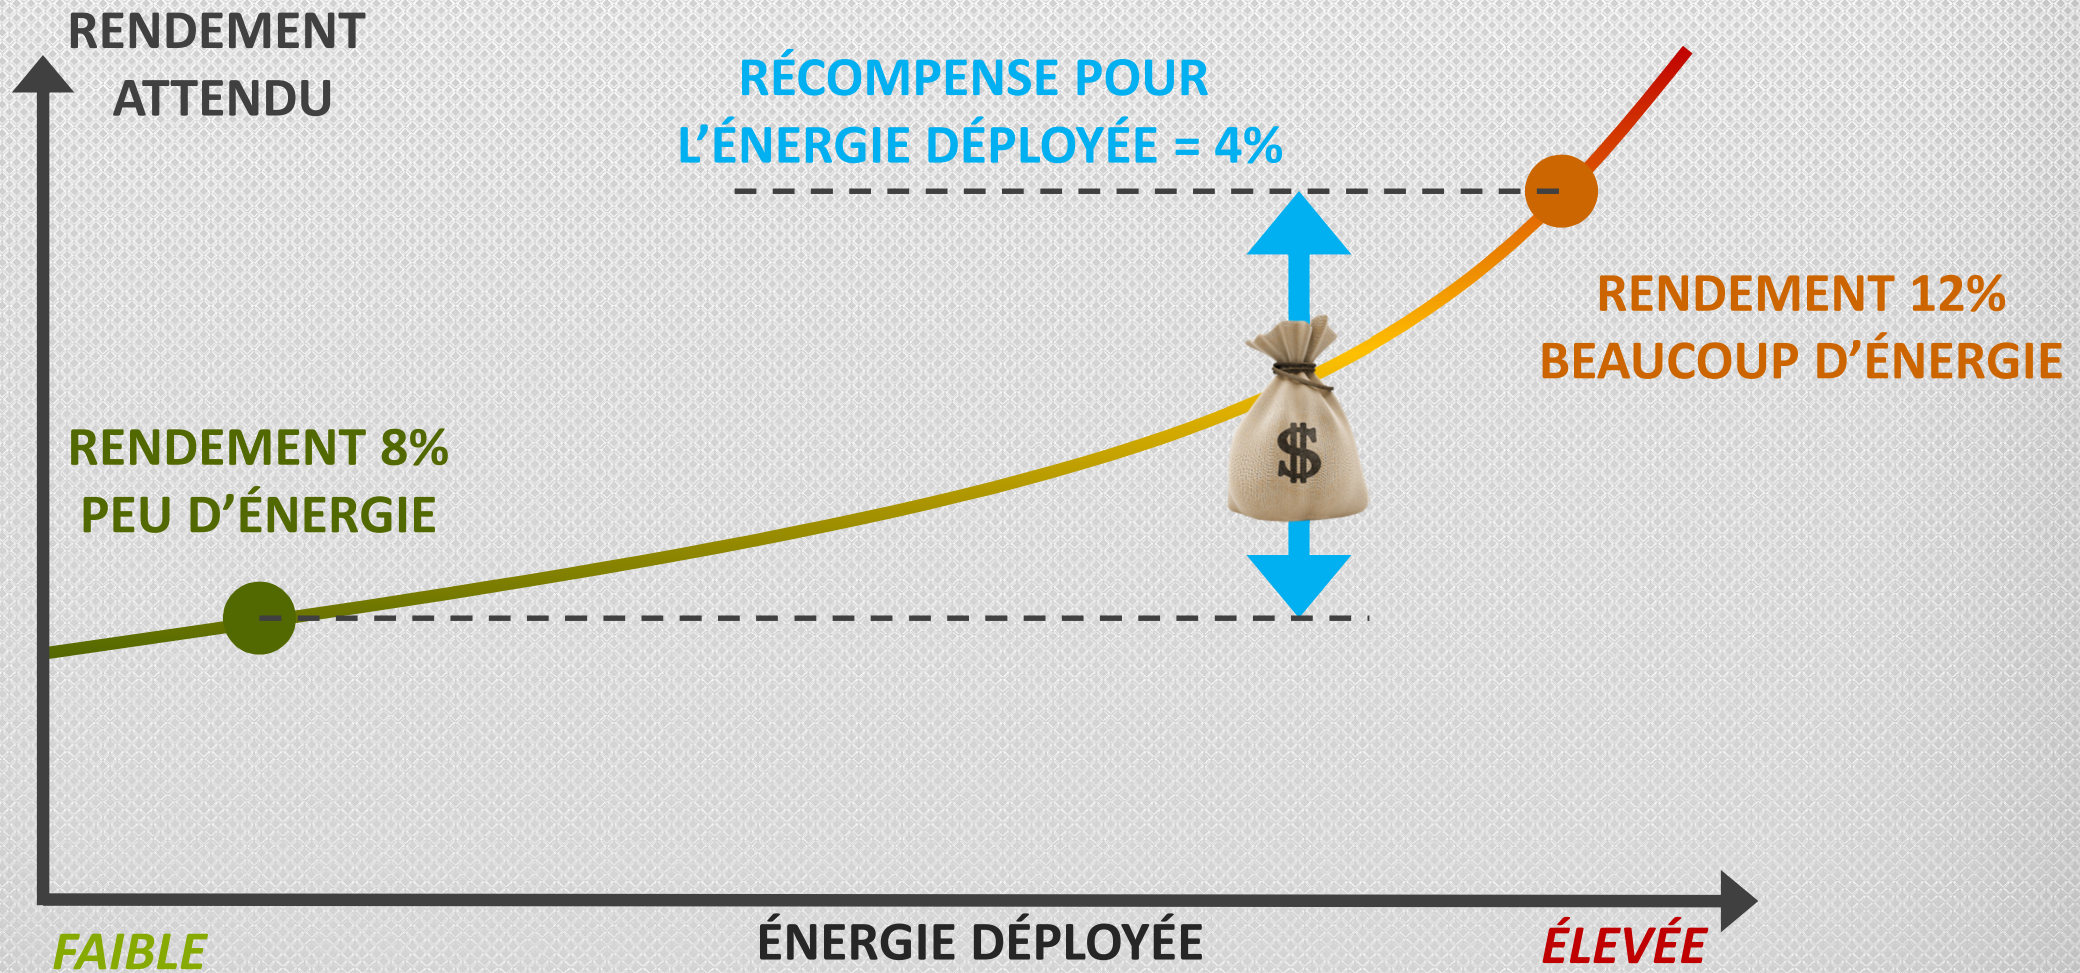 RENDEMENT
ATTENDU
RÉCOMPENSE POUR
L’ÉNERGIE DÉPLOYÉE = 4%
RENDEMENT 12%
BEAUCOUP D’ÉNERGIE
RENDEMENT 8%
PEU D’ÉNERGIE
$
FAIBLE
ÉNERGIE DÉPLOYÉE
ÉLEVÉE